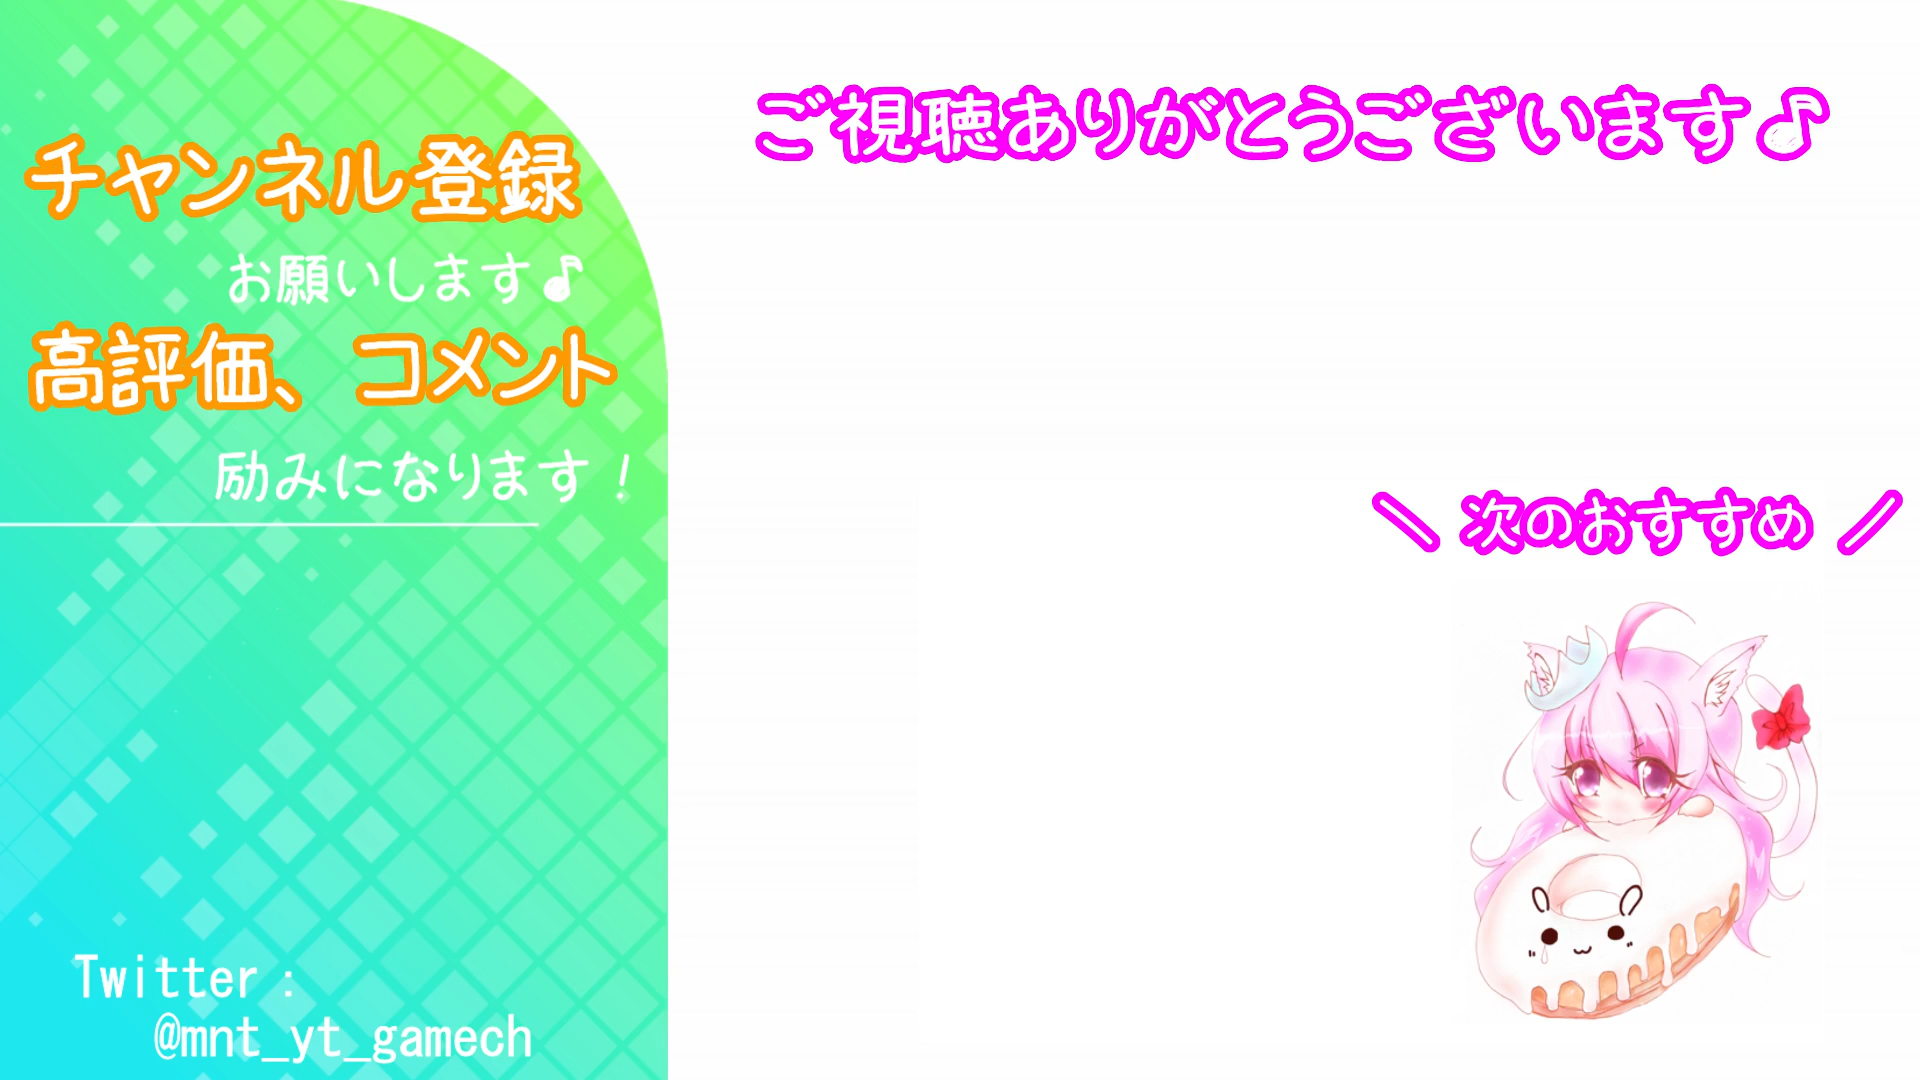 チャンネル登録
お願いします♪
高評価、コメント
励みになります！
Twitter：
@mnt_yt_gamech
ご視聴ありがとうございます♪
＼ 次のおすすめ ／